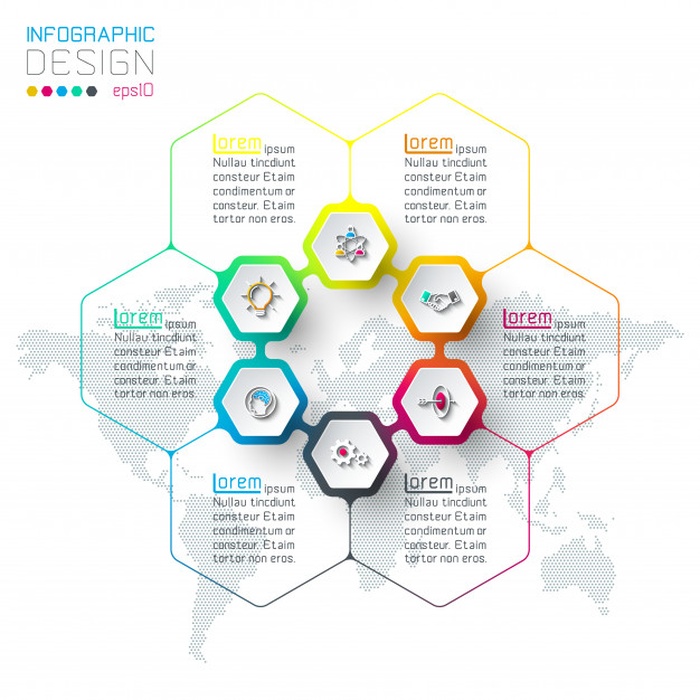 INFOGRAPHIC
DESIGN
eps10
Lorem ipsum
Nullau tincdiunt
consteur Etaim
condimentum or
consteur. Etaim
tortor non eros.
Lorem ipsum
Nullau tincdiunt
consteur Etaim
condimentum or
consteur. Etaim
tortor non eros.
Lorem ipsum
Nullau tincdiunt
consteur Etaim
condimentum or
consteur. Etaim
tortor non eros.
Lorem ipsum
Nullau tincdiunt
consteur Etaim
condimentum or
consteur. Etaim
tortor non eros.
Lorem ipsum
Nullau tincdiunt
consteur Etaim
condimentum or
consteur. Etaim
tortor non eros.
Lorem ipsum
Nullau tincdiunt
consteur Etaim
condimentum or
consteur. Etaim
tortor non eros.